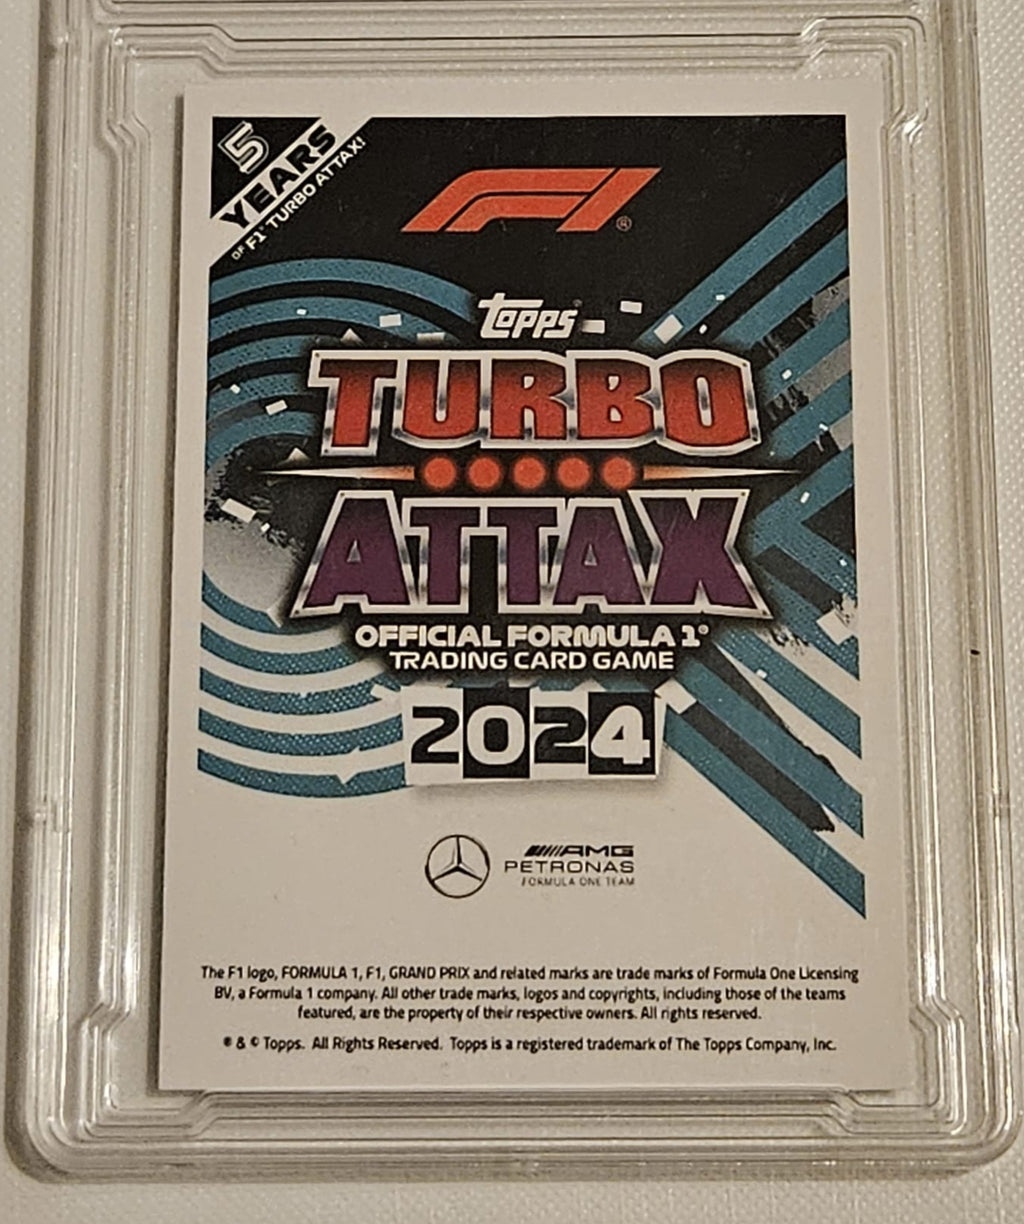 5
YEARS
OF F1® TURBO ATTAX!
F1®
Topps®
TURBO
ATTAX
OFFICIAL FORMULA 1®
TRADING CARD GAME
2024
AMG
PETRONAS
FORMULA ONE TEAM
The F1 logo, FORMULA 1, F1, GRAND PRIX and related marks are trade marks of Formula One Licensing
BV, a Formula 1 company. All other trade marks, logos and copyrights, including those of the teams
featured, are the property of their respective owners. All rights reserved.
® & © Topps. All Rights Reserved. Topps is a registered trademark of The Topps Company, Inc.